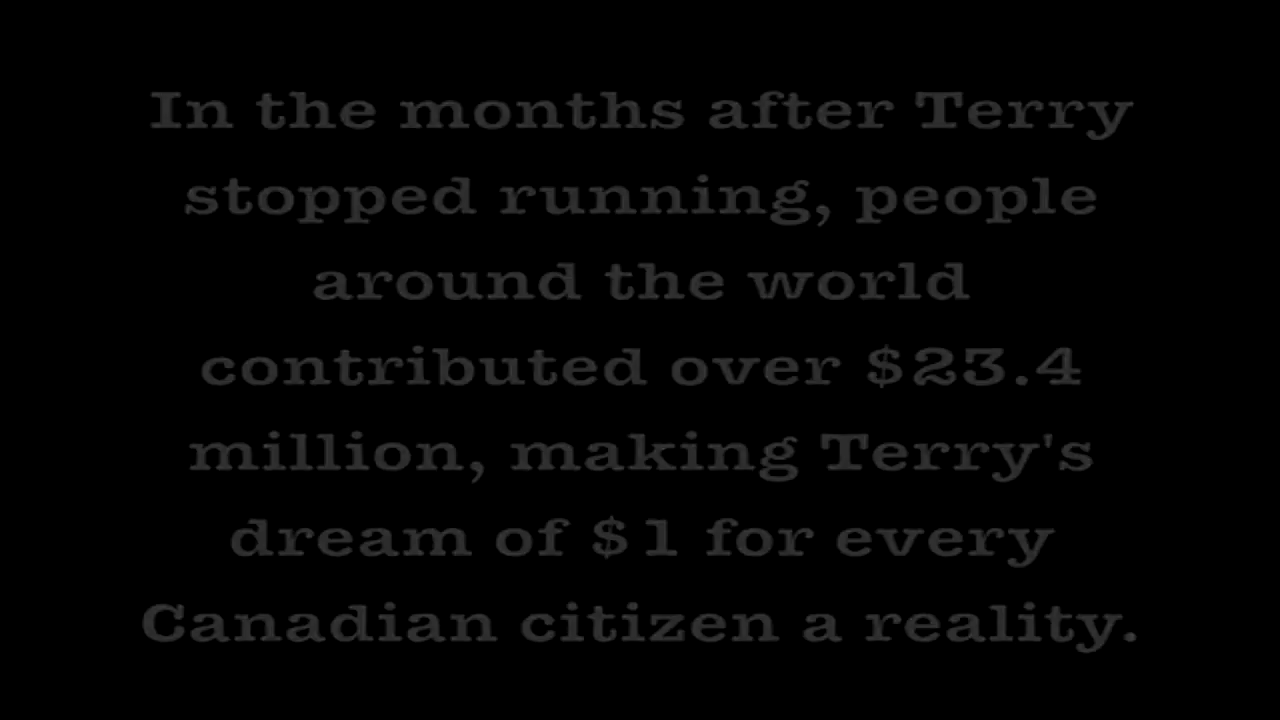 In the months after Terry
stopped running, people
around the world
contributed over $23.4
million, making Terry's
dream of $1 for every
Canadian citizen a reality.